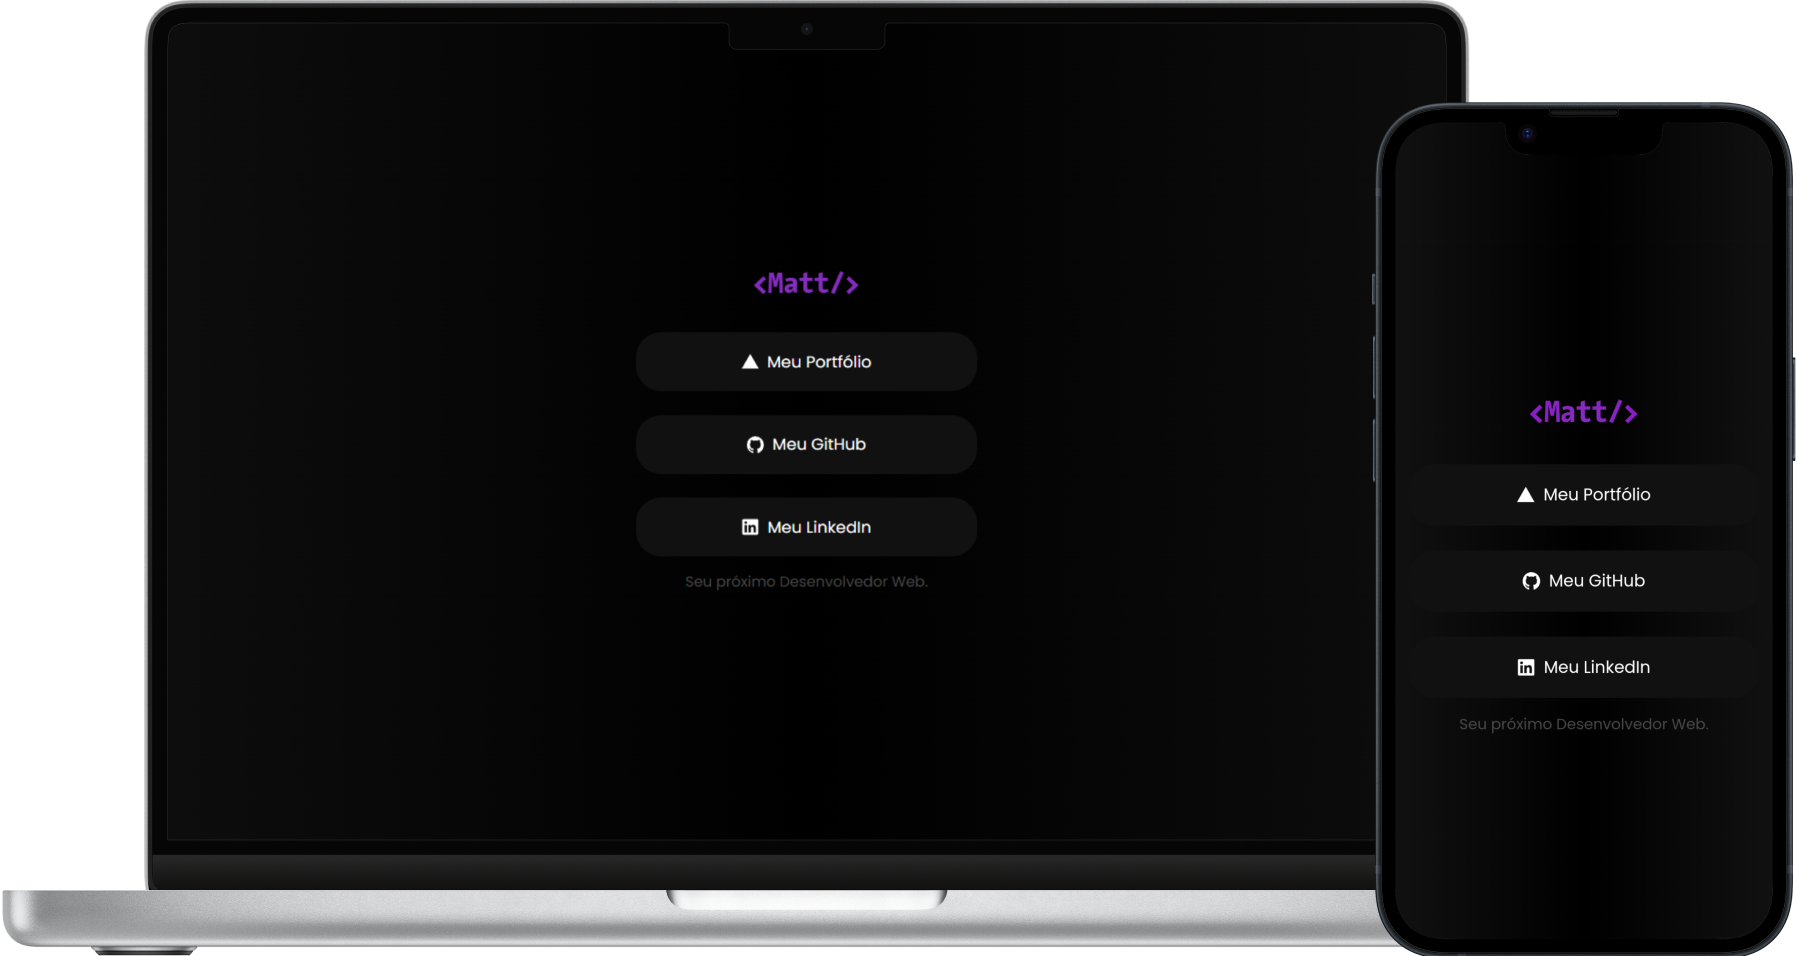 <Matt/>
Meu Portfólio
Meu GitHub
Meu LinkedIn
Seu próximo Desenvolvedor Web.
<Matt/>
Meu Portfólio
Meu GitHub
Meu LinkedIn
Seu próximo Desenvolvedor Web.